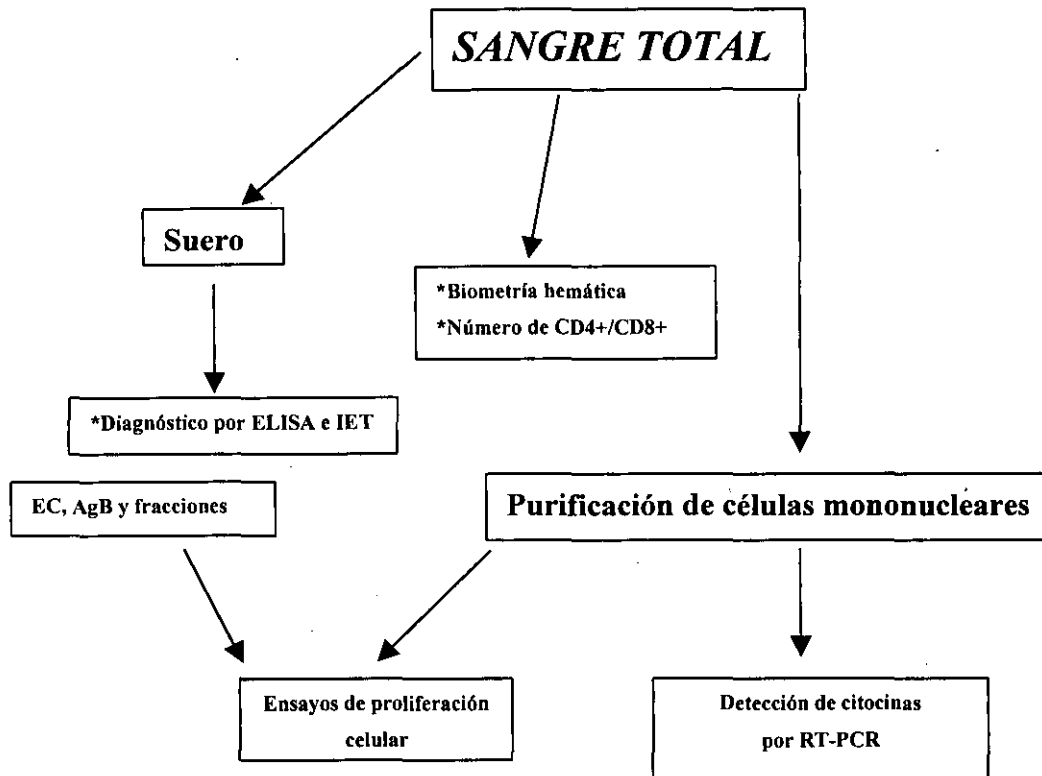 SANGRE TOTAL
Suero
*Biometría hemática
*Número de CD4+/CD8+
*Diagnóstico por ELISA e IET
EC, AgB y fracciones
Purificación de células mononucleares
Ensayos de proliferación
celular
Detección de citocinas
por RT-PCR